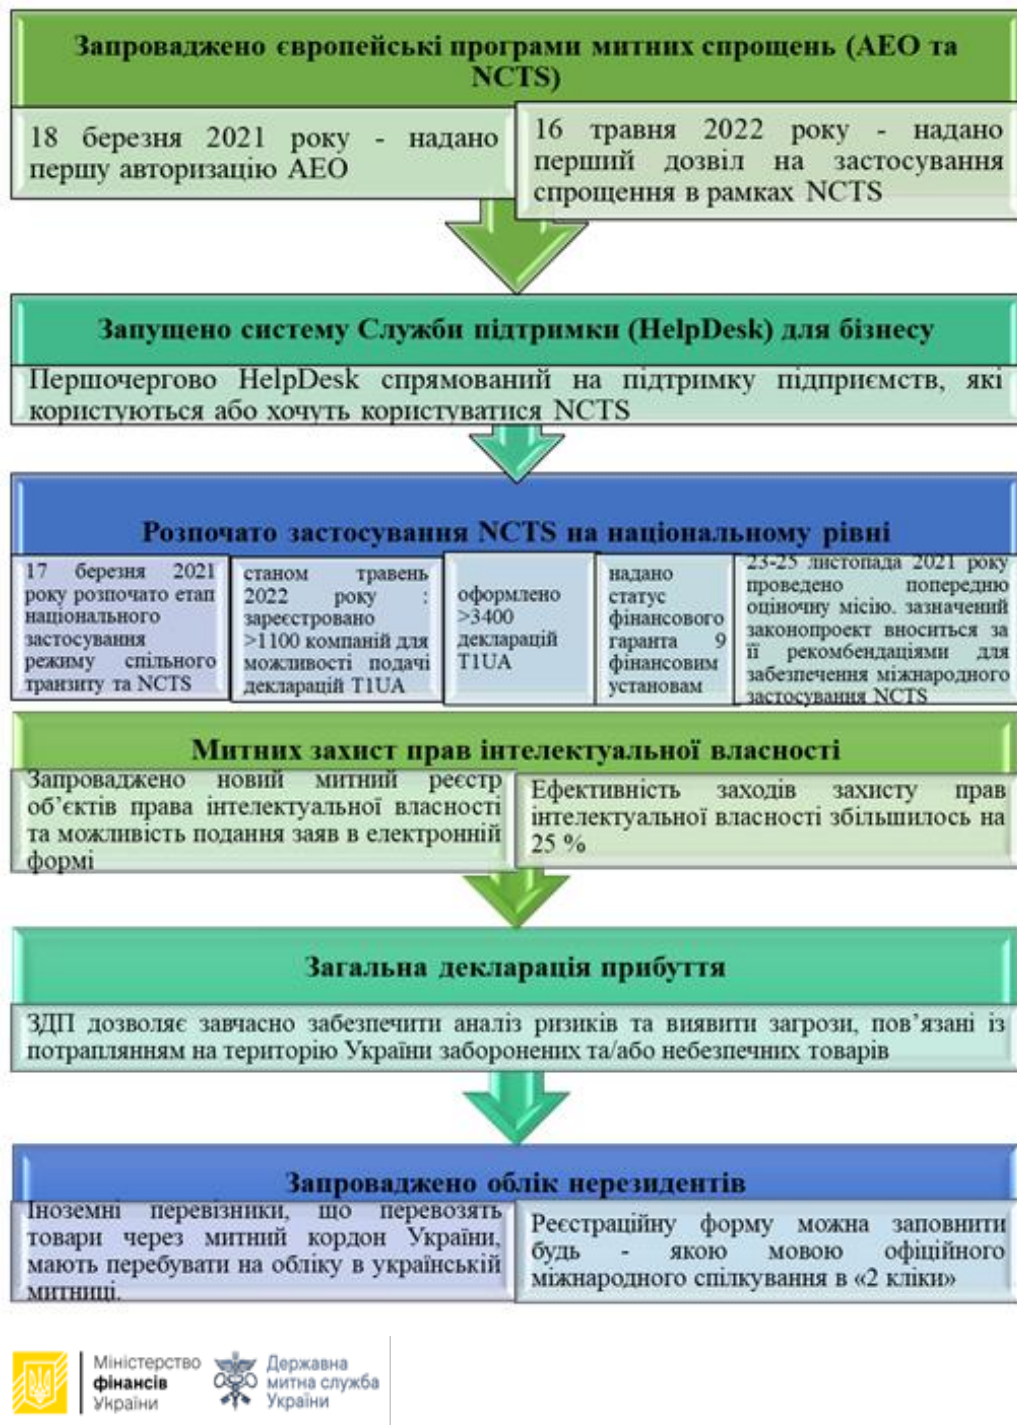 Запроваджено європейські програми митних спрощень (АЕО та
NCTS)
18 березня 2021 року - надано
першу авторизацію АЕО
16 травня 2022 року - надано
перший дозвіл на застосування
спрощення в рамках NCTS
Запущено систему Служби підтримки (HelpDesk) для бізнесу
Першочергово HelpDesk спрямований на підтримку підприємств, які
користуються або хочуть користуватися NCTS
Розпочато застосування NCTS на національному рівні
17 березня 2021
року розпочато етап
національного
застосування
режиму спільного
транзиту та NCTS
станом травень
2022 року :
зареєстровано
>1100 компаній для
можливості подачі
декларацій T1UA
оформлено
>3400
декларацій
T1UA
надано
статус
фінансового
гаранта 9
фінансовим
установам
23-25 листопада 2021 року
проведено попередню
оціночну місію. зазначений
законопроект вноситься за
її рекомбендаціями для
забезпечення міжнародного
застосування NCTS
Митних захист прав інтелектуальної власності
Запроваджено новий митний реєстр
об’єктів права інтелектуальної власності
та можливість подання заяв в електронній
формі
Ефективність заходів захисту прав
інтелектуальної власності збільшилось на
25 %
Загальна декларація прибуття
ЗДП дозволяє завчасно забезпечити аналіз ризиків та виявити загрози, пов’язані із
потраплянням на територію України заборонених та/або небезпечних товарів
Запроваджено облік нерезидентів
Іноземні перевізники, що перевозять
товари через митний кордон України,
мають перебувати на обліку в українській
митниці.
Реєстраційну форму можна заповнити
будь - якою мовою офіційного
міжнародного спілкування в «2 кліки»
Міністерство
фінансів
України
Державна
митна служба
України